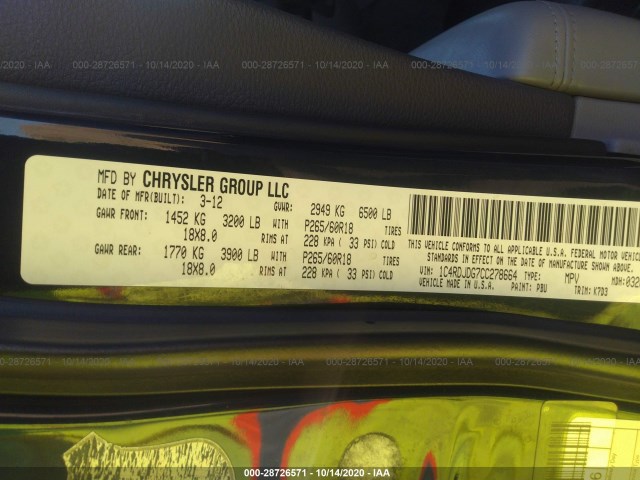 000-28726571 - 10/14/2020 - IAA
MFD BY CHRYSLER GROUP LLC
DATE OF MFR(BUILT): 3-12 GVWR: 2949 KG 6500 LB
GAWR FRONT: 1452 KG 3200 LB WITH P265/60R18 TIRES
18X8.0 RIMS AT 228 KPA ( 33 PSI) COLD
GAWR REAR: 1770 KG 3900 LB WITH P265/60R18 TIRES
18X8.0 RIMS AT 228 KPA ( 33 PSI) COLD
THIS VEHICLE CONFORMS TO ALL APPLICABLE U.S.A. FEDERAL MOTOR VEHIC
STANDARDS IN EFFECT ON THE DATE OF MANUFACTURE SHOWN ABOVE.
VIN: 1C4RDJDG7CC278664 TYPE: MPV MDH: 032
VEHICLE MADE IN U.S.A. PAINT: PBU TRIM: K7D3
000-28726571 - 10/14/2020 - IAA